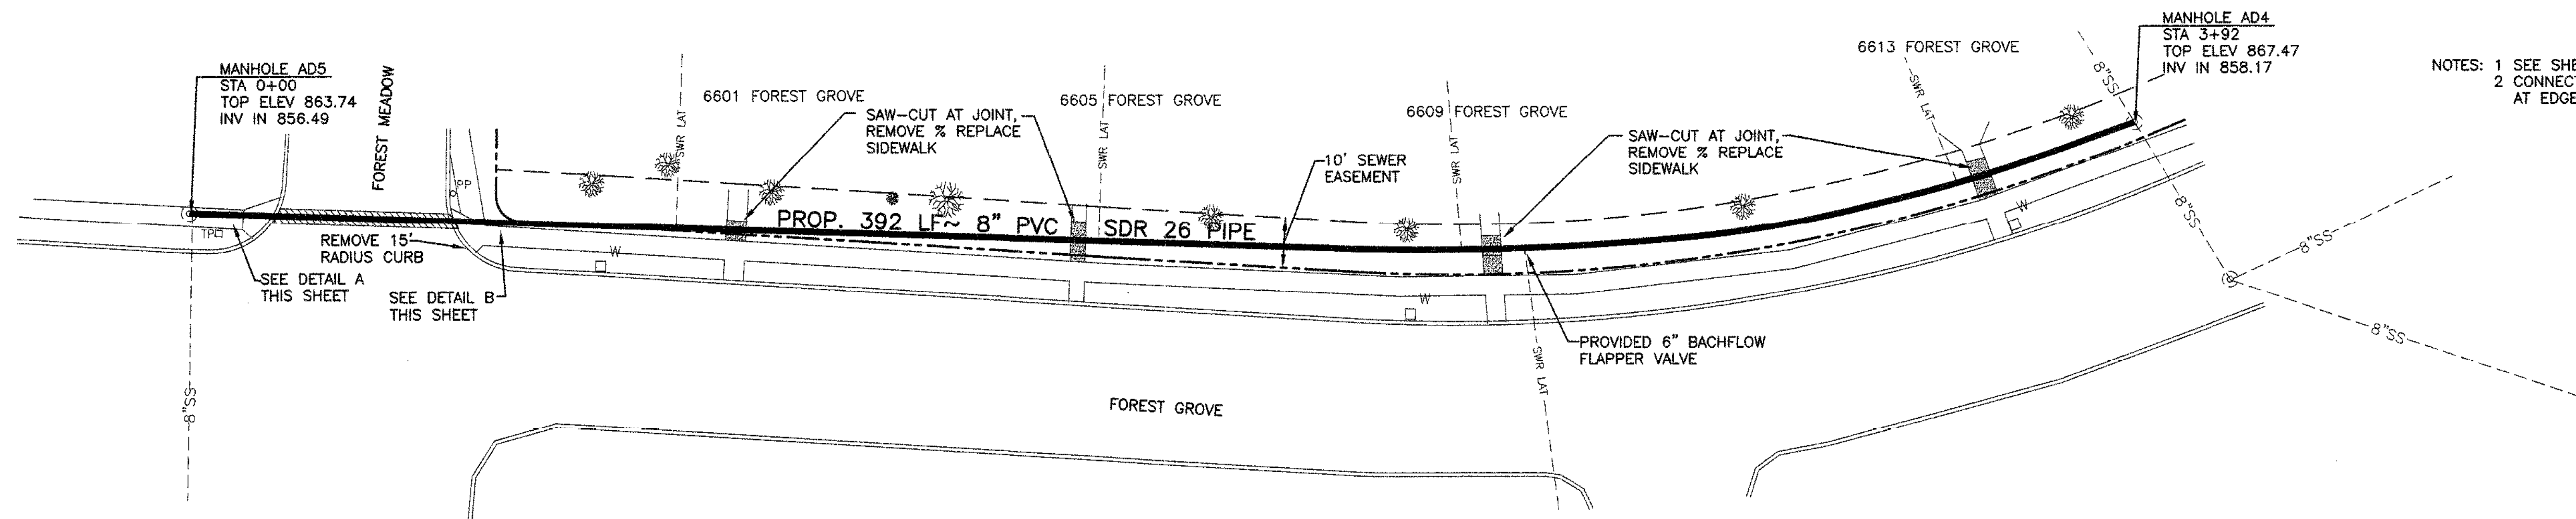 MANHOLE AD5
STA 0+00
TOP ELEV 863.74
INV IN 856.49
FOREST MEADOW
PP
TP
REMOVE 15'
RADIUS CURB
SEE DETAIL A
THIS SHEET
SEE DETAIL B
THIS SHEET
8"SS
SWR LAT
6601 FOREST GROVE
SAW-CUT AT JOINT,
REMOVE % REPLACE
SIDEWALK
6605 FOREST GROVE
SWR LAT
PROP. 392 LF~ 8" PVC SDR 26 PIPE
W
10' SEWER
EASEMENT
6609 FOREST GROVE
SWR LAT
SAW-CUT AT JOINT,
REMOVE % REPLACE
SIDEWALK
W
PROVIDED 6" BACHFLOW
FLAPPER VALVE
SWR LAT
FOREST GROVE
6613 FOREST GROVE
SWR LAT
W
MANHOLE AD4
STA 3+92
TOP ELEV 867.47
INV IN 858.17
8"SS
8"SS
8"SS
8"SS
NOTES: 1 SEE SHE
2 CONNECT
AT EDGE